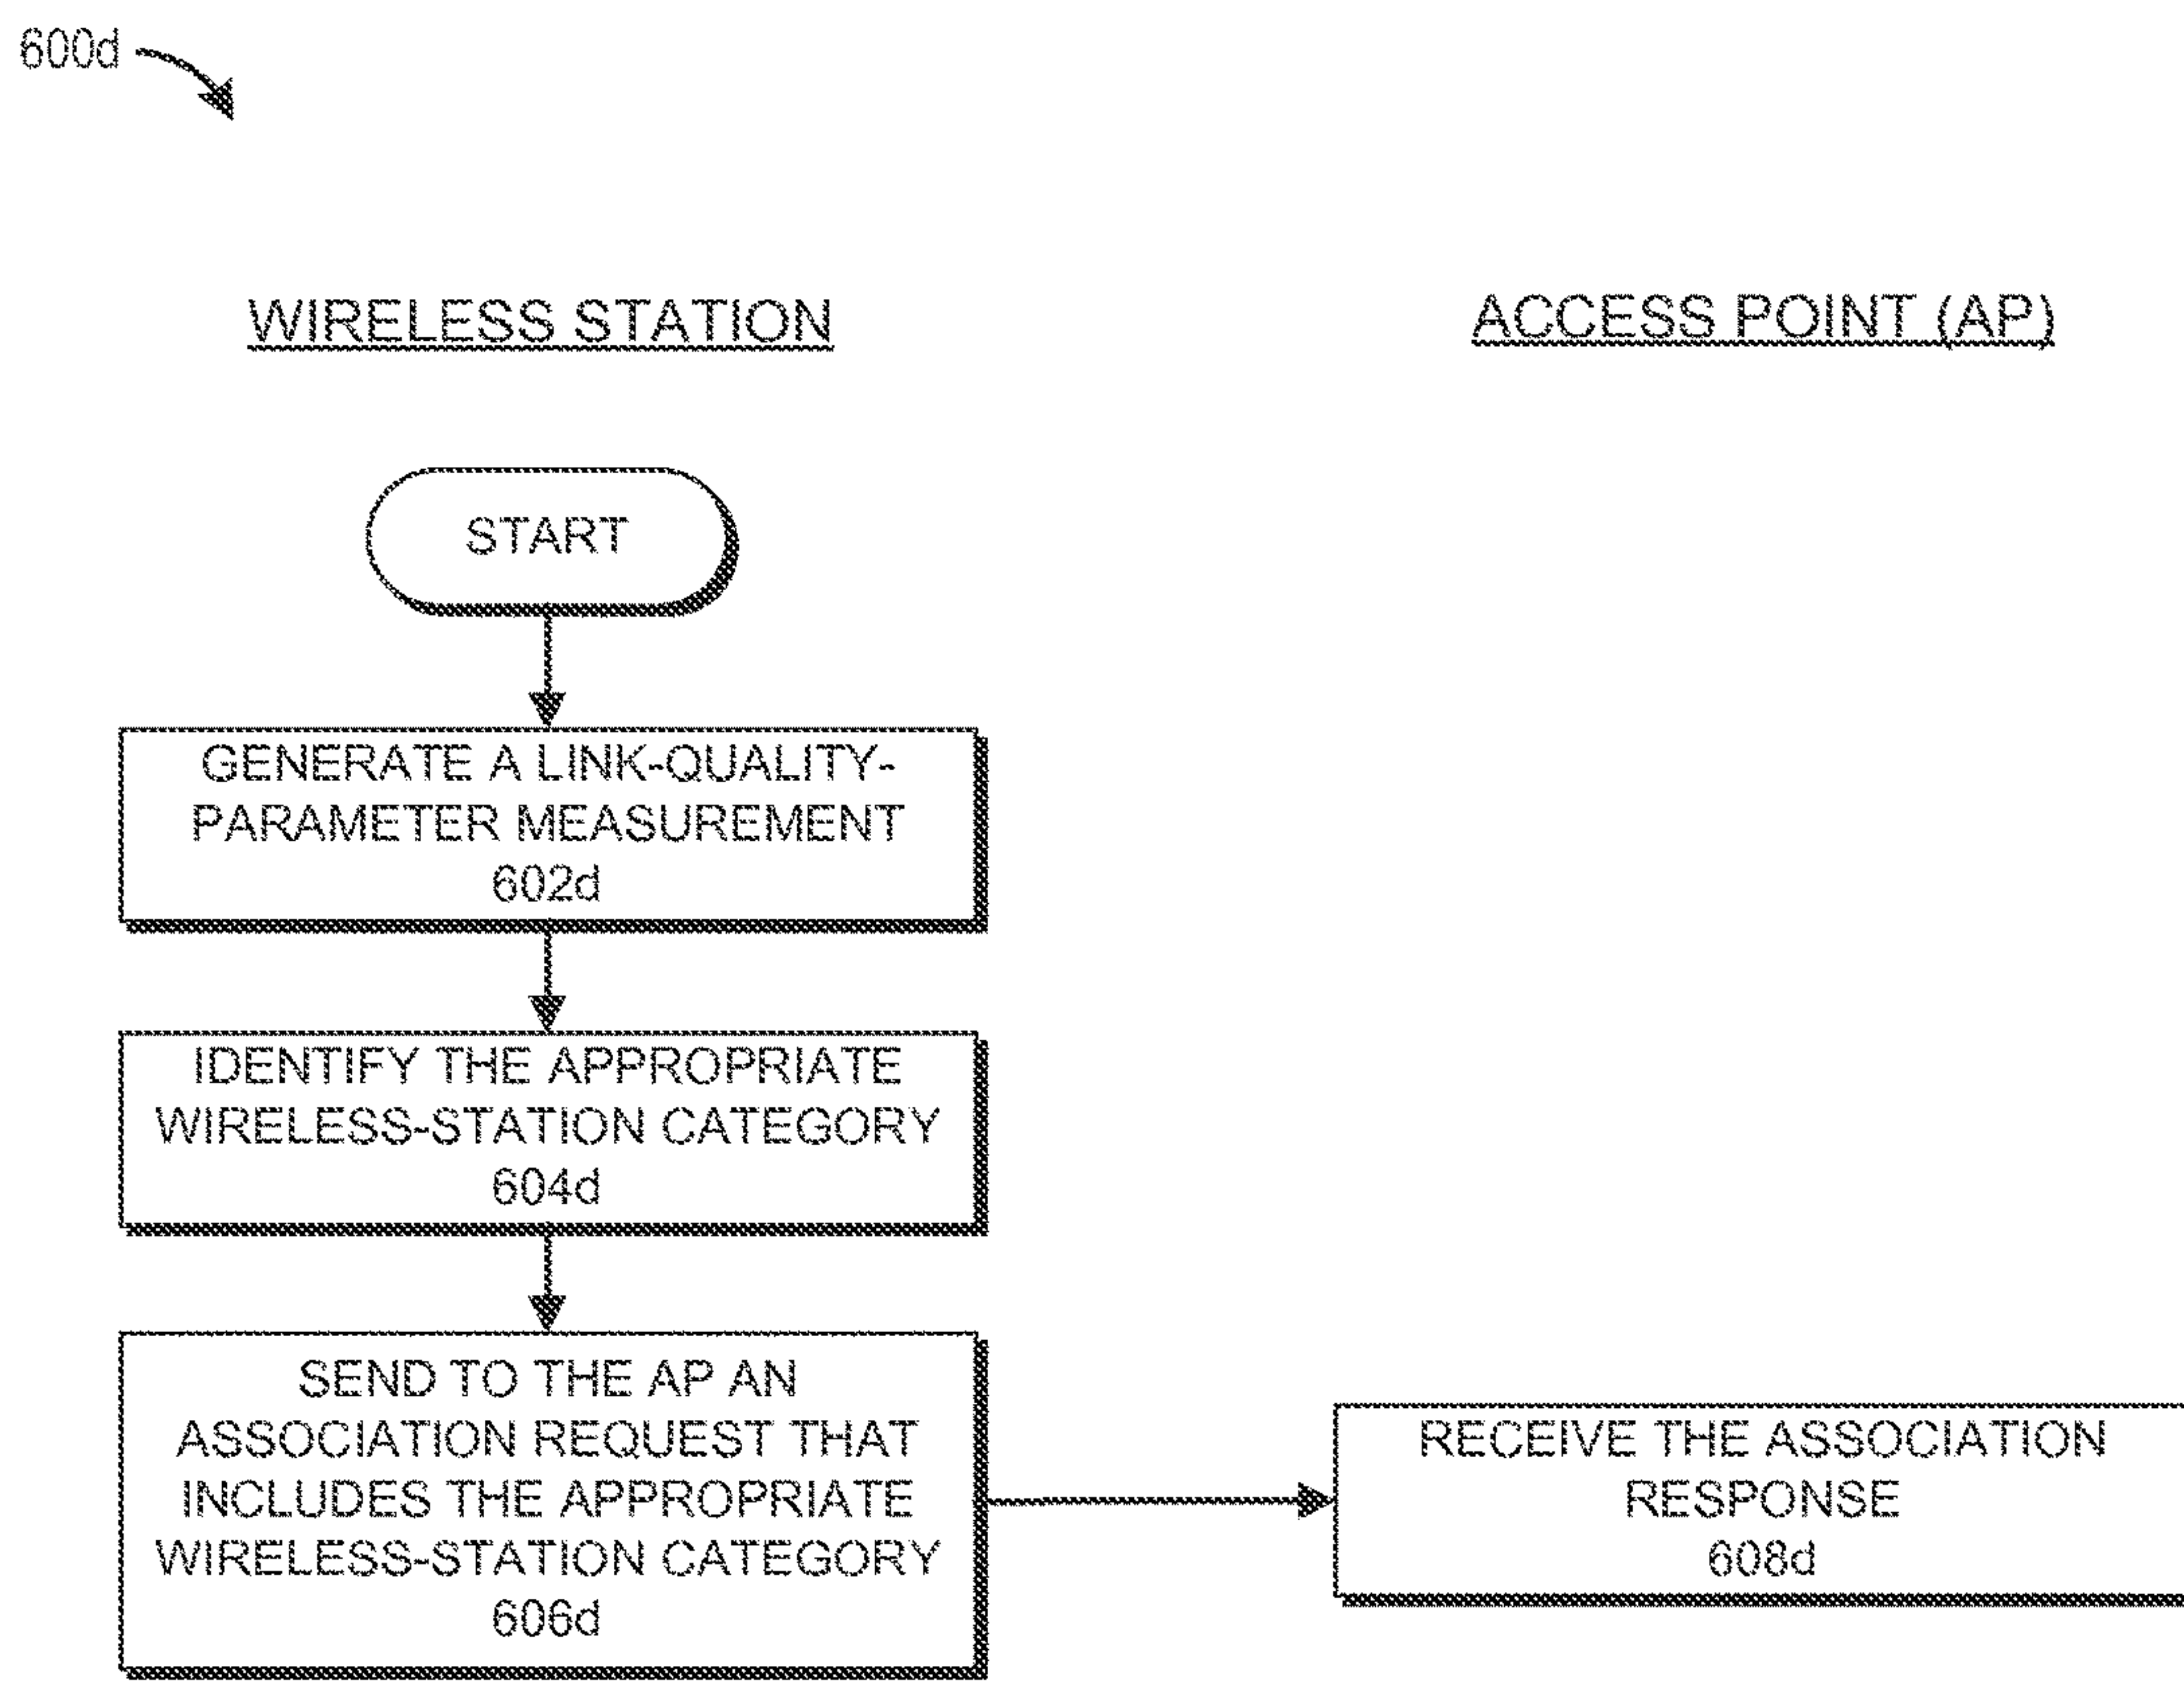 600d
WIRELESS STATION
ACCESS POINT (AP)
START
GENERATE A LINK-QUALITY-
PARAMETER MEASUREMENT
602d
IDENTIFY THE APPROPRIATE
WIRELESS-STATION CATEGORY
604d
SEND TO THE AP AN
ASSOCIATION REQUEST THAT
INCLUDES THE APPROPRIATE
WIRELESS-STATION CATEGORY
606d
RECEIVE THE ASSOCIATION
RESPONSE
608d